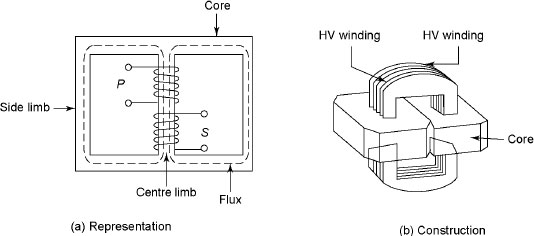 Core
P
Side limb
S
Centre limb
Flux
(a) Representation
HV winding
HV winding
Core
(b) Construction